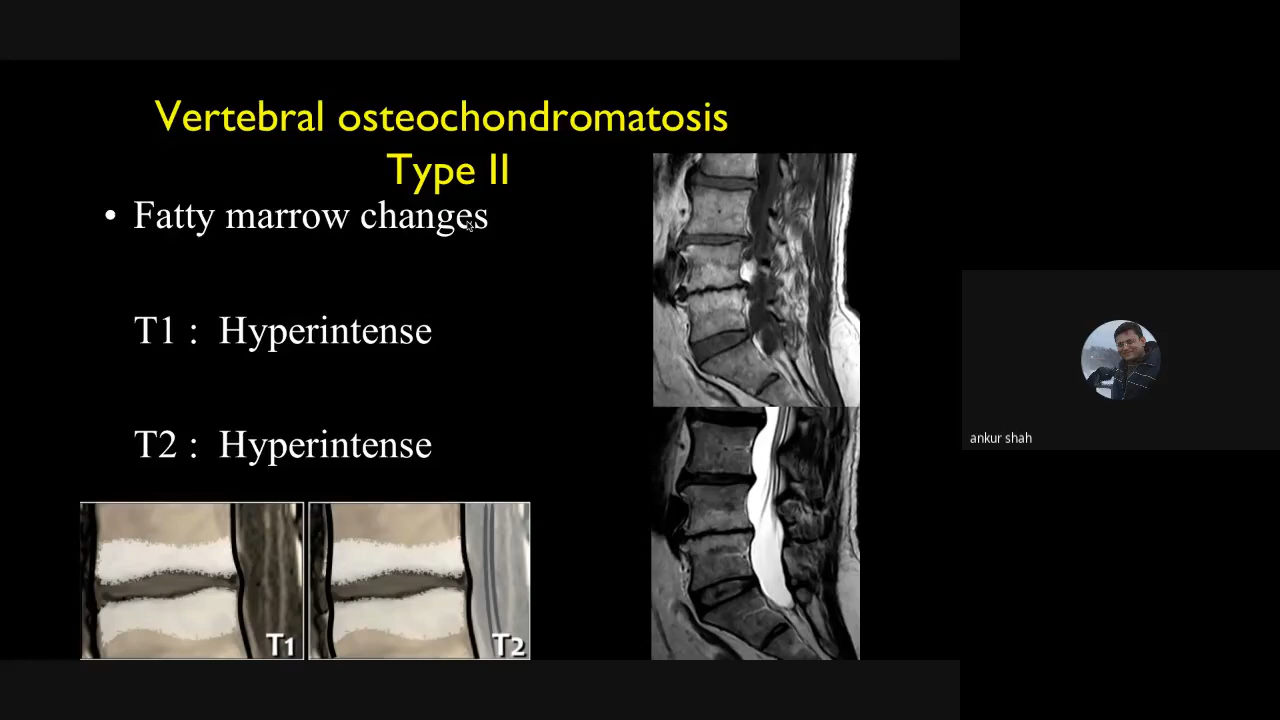 Vertebral osteochondromatosis
Type II
• Fatty marrow changes
T1 : Hyperintense
T2 : Hyperintense
T1
T2
ankur shah